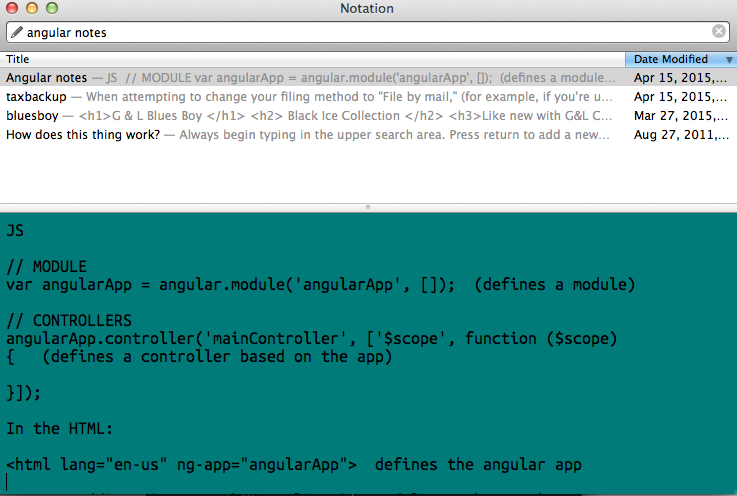 Notation
angular notes
Title Date Modified
Angular notes — JS // MODULE var angularApp = angular.module('angularApp', []); (defines a module... Apr 15, 2015,...
taxbackup — When attempting to change your filing method to "File by mail," (for example, if you're u... Apr 15, 2015,...
bluesboy — <h1>G & L Blues Boy </h1> <h2> Black Ice Collection </h2> <h3>Like new with G&L C... Mar 27, 2015,...
How does this thing work? — Always begin typing in the upper search area. Press return to add a new... Aug 27, 2011,...
JS
// MODULE
var angularApp = angular.module('angularApp', []);  (defines a module)
// CONTROLLERS
angularApp.controller('mainController', ['$scope', function ($scope)
{   (defines a controller based on the app)
}]);
In the HTML:
<html lang="en-us" ng-app="angularApp">  defines the angular app